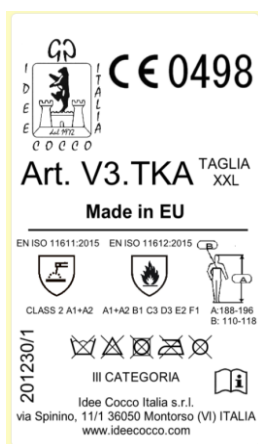 GP
IDEE
ITALIA
dal 1972
COCCO
CE 0498
Art. V3.TKA
TAGLIA
XXL
Made in EU
EN ISO 11611:2015
EN ISO 11612:2015
B
A
CLASS 2 A1+A2
A1+A2 B1 C3 D3 E2 F1
A:188-196
B: 110-118
201230/1
III CATEGORIA
i
Idee Cocco Italia s.r.l.
via Spinino, 11/1 36050 Montorso (VI) ITALIA
www.ideecocco.com